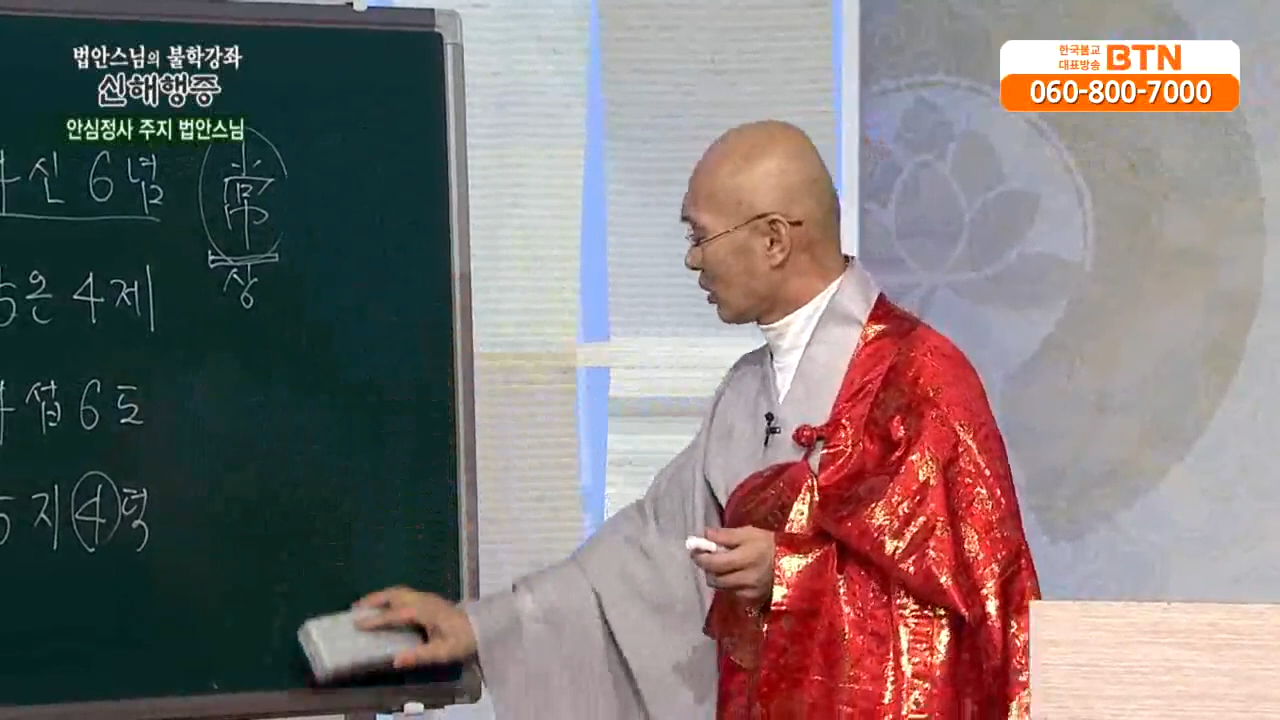 법안스님의 불학강좌
신해행증
안심정사 주지 법안스님
한국불교
대표방송 BTN
060-800-7000
신 6념
常
상
온 4제
섭 6도
5지 4덕